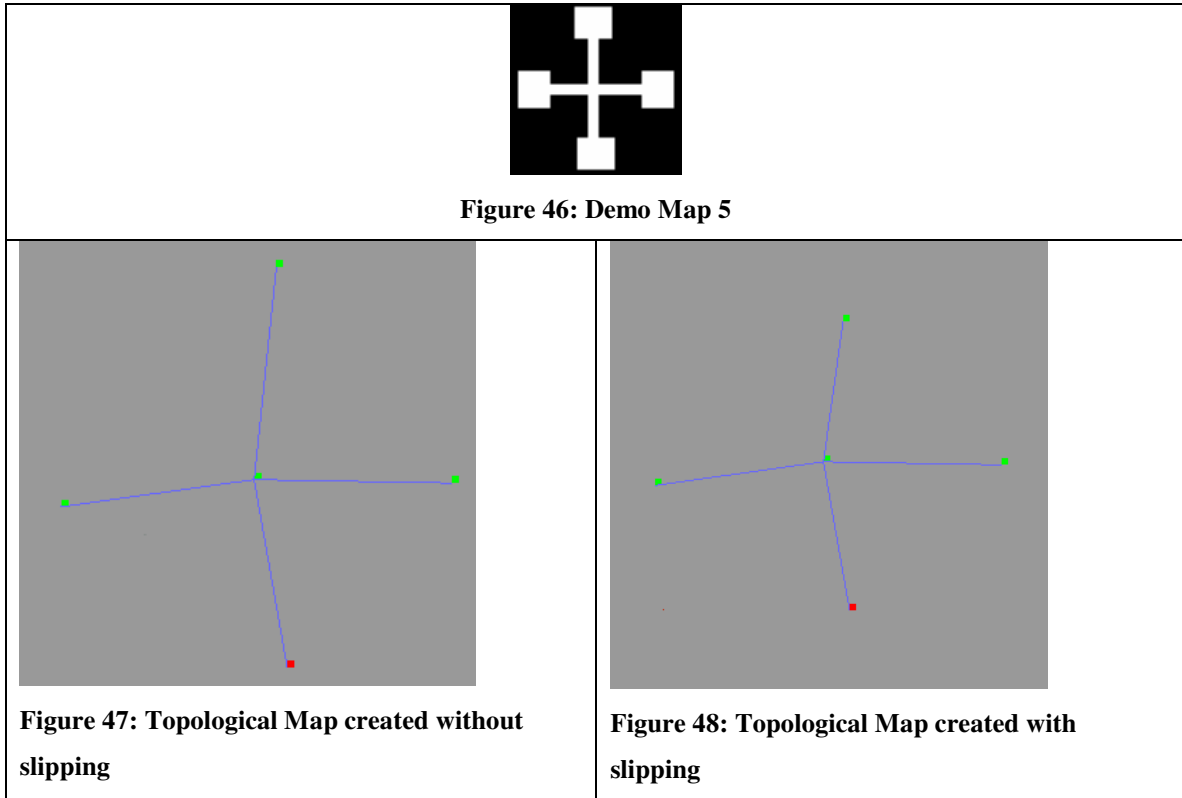 Figure 46: Demo Map 5
Figure 47: Topological Map created without
slipping
Figure 48: Topological Map created with
slipping